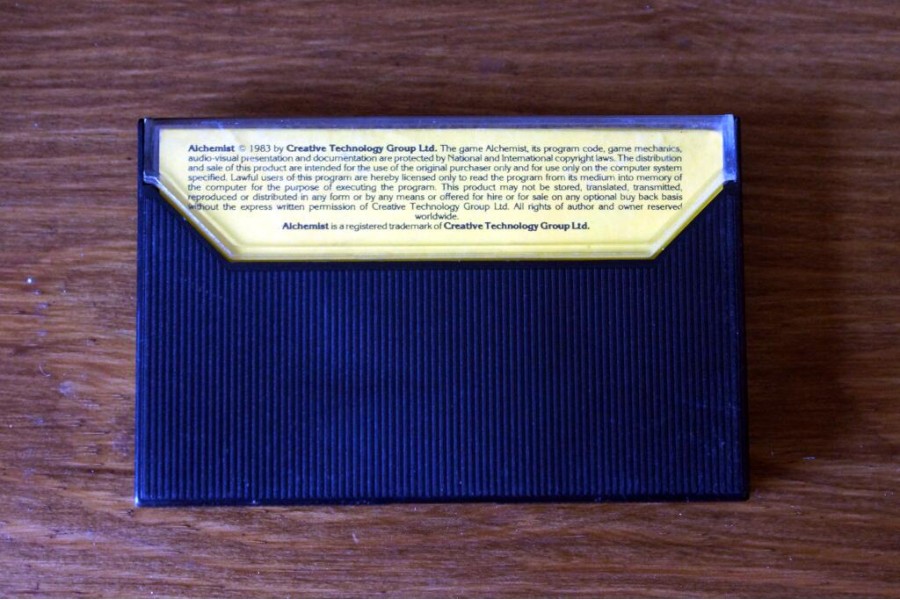 Alchemist © 1983 by Creative Technology Group Ltd. The game Alchemist, its program code, game mechanics,
audio-visual presentation and documentation are protected by National and International copyright laws. The distribution
and sale of this product are intended for the use of the original purchaser only and for use only on the computer system
specified. Lawful users of this program are hereby licensed only to read the program from its medium into memory of
the computer for the purpose of executing the program. This product may not be stored, translated, transmitted,
reproduced or distributed in any form or by any means or offered for hire or for sale on any optional buy back basis
without the express written permission of Creative Technology Group Ltd. All rights of author and owner reserved
worldwide.
Alchemist is a registered trademark of Creative Technology Group Ltd.